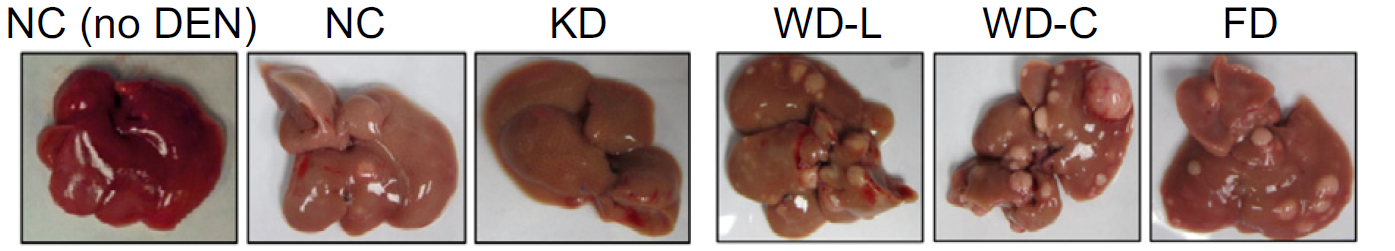 NC (no DEN) NC KD WD-L WD-C FD